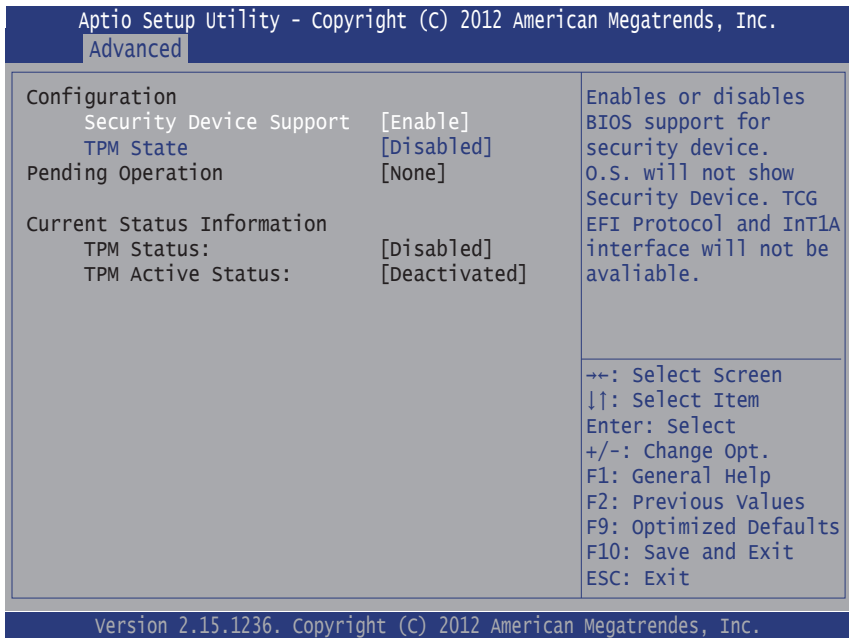 Aptio Setup Utility - Copyright (C) 2012 American Megatrends, Inc.
Advanced
Configuration
Security Device Support [Enable]
TPM State [Disabled]
Pending Operation [None]
Current Status Information
TPM Status: [Disabled]
TPM Active Status: [Deactivated]
Enables or disables
BIOS support for
security device.
O.S. will not show
Security Device. TCG
EFI Protocol and InT1A
interface will not be
avaliable.
→←: Select Screen
↓↑: Select Item
Enter: Select
+/-: Change Opt.
F1: General Help
F2: Previous Values
F9: Optimized Defaults
F10: Save and Exit
ESC: Exit
Version 2.15.1236. Copyright (C) 2012 American Megatrendes, Inc.